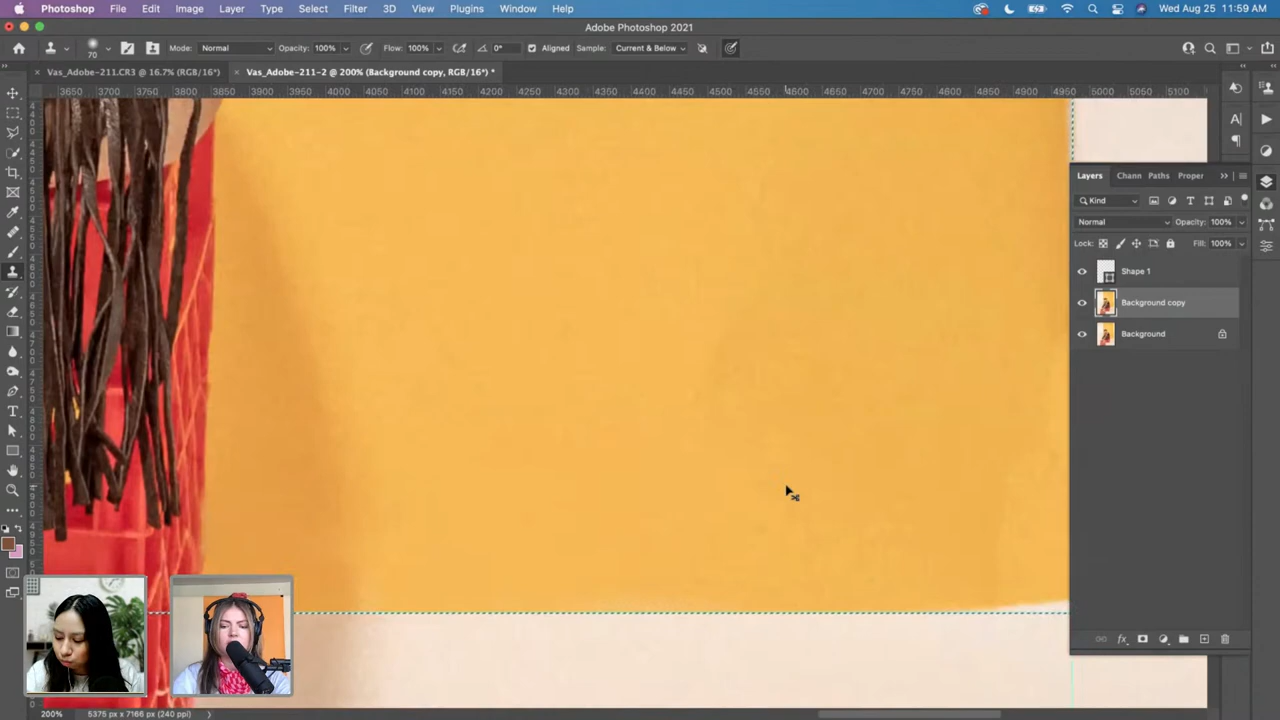 Photoshop File Edit Image Layer Type Select Filter 3D View Plugins Window Help Wed Aug 25 11:59 AM
Adobe Photoshop 2021
70 Mode: Normal Opacity: 100% Flow: 100% 0° Aligned Sample: Current & Below
× Vas_Adobe-211.CR3 @ 16.7% (RGB/16*) × Vas_Adobe-211-2 @ 200% (Background copy, RGB/16*) *
3650 3700 3750 3800 3850 3900 3950 4000 4050 4100 4150 4200 4250 4300 4350 4400 4450 4500 4550 4600 4650 4700 4750 4800 4850 4900 4950 5000 5050 5100
Layers Chann Paths Proper
Kind
Normal Opacity: 100%
Lock: Fill: 100%
Shape 1
Background copy
Background
fx
200% 5375 px x 7166 px (240 ppi)